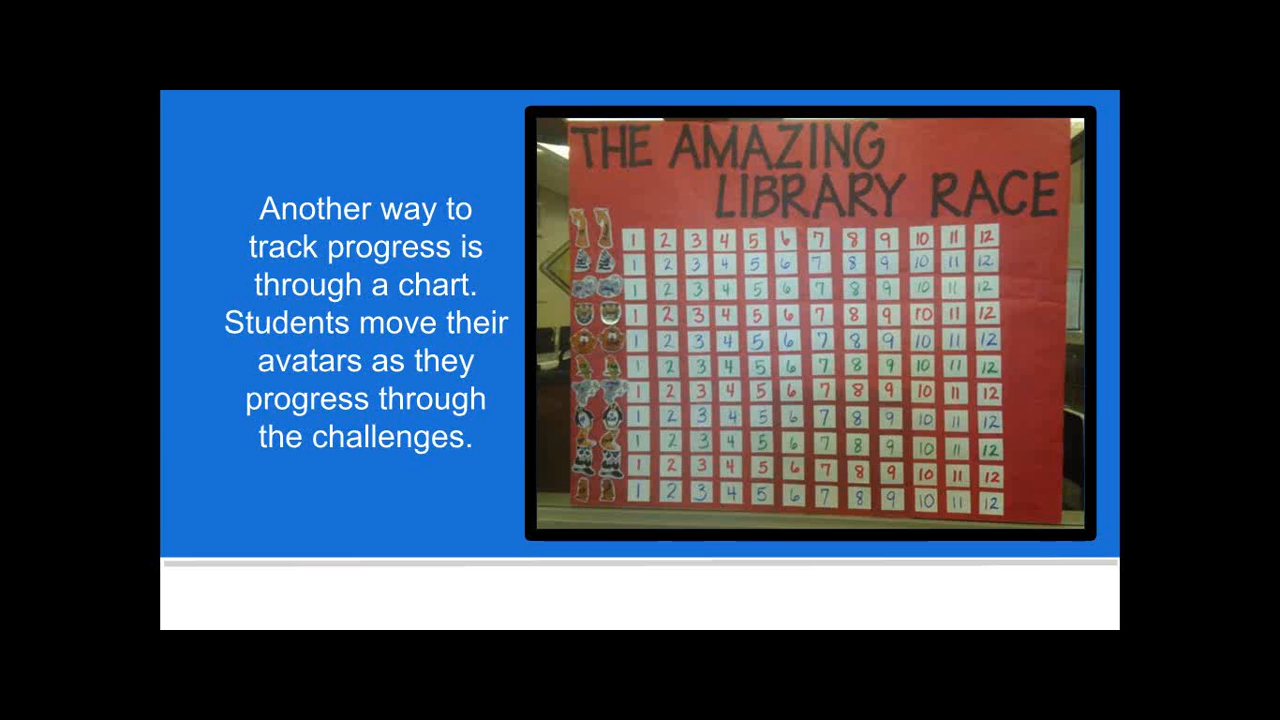 Another way to
track progress is
through a chart.
Students move their
avatars as they
progress through
the challenges.
THE AMAZING
LIBRARY RACE
1 2 3 4 5 6 7 8 9 10 11 12
1 2 3 4 5 6 7 8 9 10 11 12
1 2 3 4 5 6 7 8 9 10 11 12
1 2 3 4 5 6 7 8 9 10 11 12
1 2 3 4 5 6 7 8 9 10 11 12
1 2 3 4 5 6 7 8 9 10 11 12
1 2 3 4 5 6 7 8 9 10 11 12
1 2 3 4 5 6 7 8 9 10 11 12
1 2 3 4 5 6 7 8 9 10 11 12
1 2 3 4 5 6 7 8 9 10 11 12
1 2 3 4 5 6 7 8 9 10 11 12